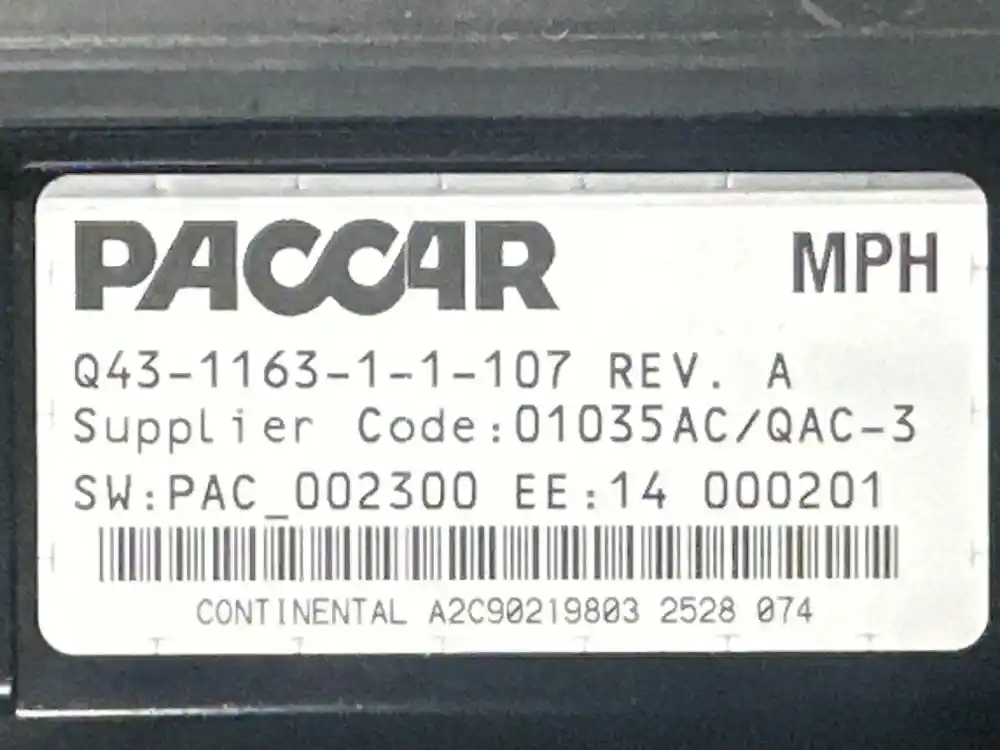 PACCAR MPH
Q43-1163-1-1-107 REV. A
Supplier Code:01035AC/QAC-3
SW:PAC_002300 EE:14 000201
CONTINENTAL A2C90219803 2528 074